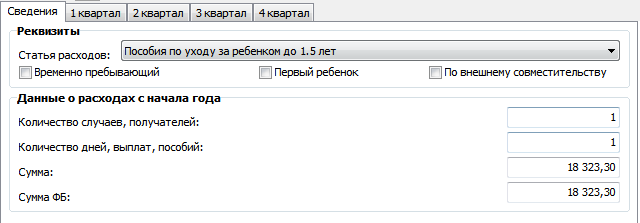 Сведения 1 квартал 2 квартал 3 квартал 4 квартал
Реквизиты
Статья расходов: Пособия по уходу за ребенком до 1.5 лет
Временно пребывающий Первый ребенок По внешнему совместительству
Данные о расходах с начала года
Количество случаев, получателей: 1
Количество дней, выплат, пособий: 1
Сумма: 18 323,30
Сумма ФБ: 18 323,30